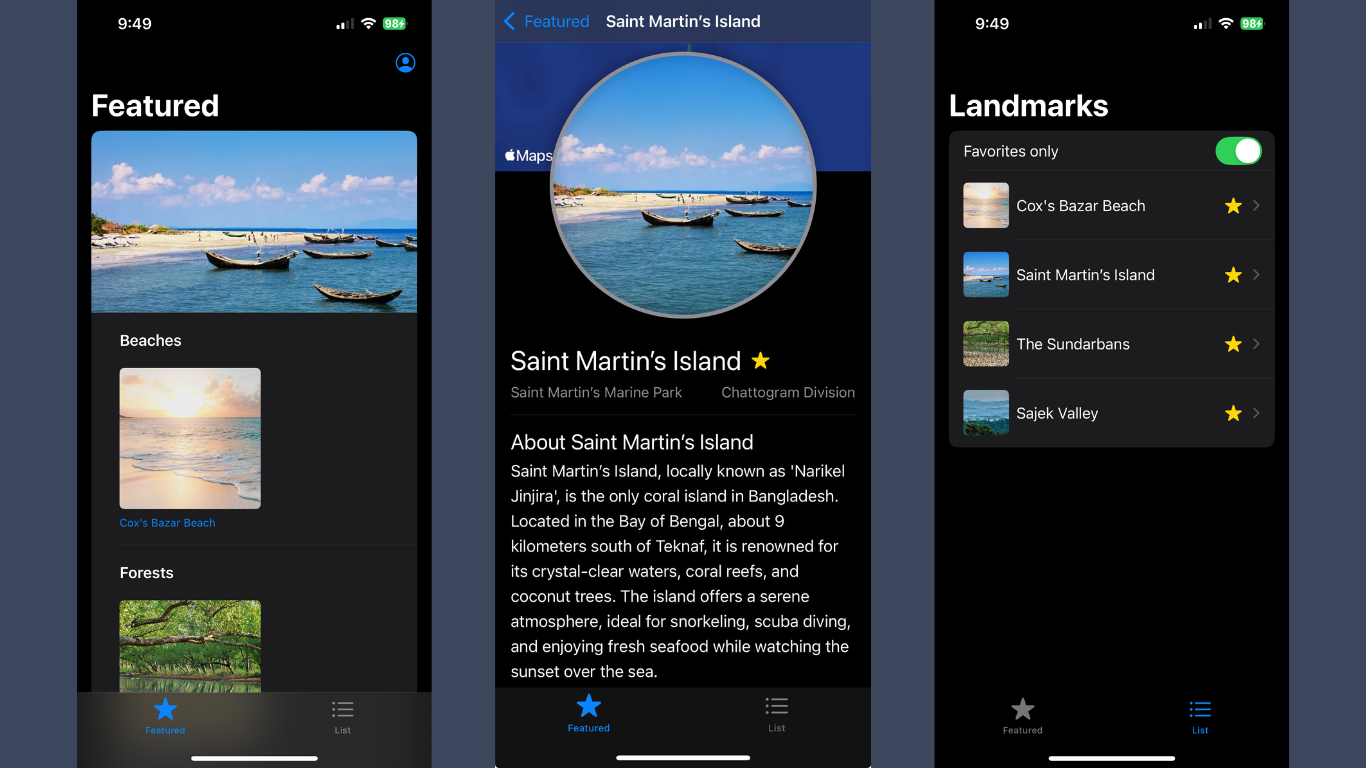 9:49
98
Featured
Beaches
Cox's Bazar Beach
Forests
Featured
List
Featured
Saint Martin’s Island
Maps
Saint Martin’s Island
Saint Martin’s Marine Park
Chattogram Division
About Saint Martin’s Island
Saint Martin’s Island, locally known as 'Narikel
Jinjira', is the only coral island in Bangladesh.
Located in the Bay of Bengal, about 9
kilometers south of Teknaf, it is renowned for
its crystal-clear waters, coral reefs, and
coconut trees. The island offers a serene
atmosphere, ideal for snorkeling, scuba diving,
and enjoying fresh seafood while watching the
sunset over the sea.
Featured
List
9:49
98
Landmarks
Favorites only
Cox's Bazar Beach
Saint Martin’s Island
The Sundarbans
Sajek Valley
Featured
List